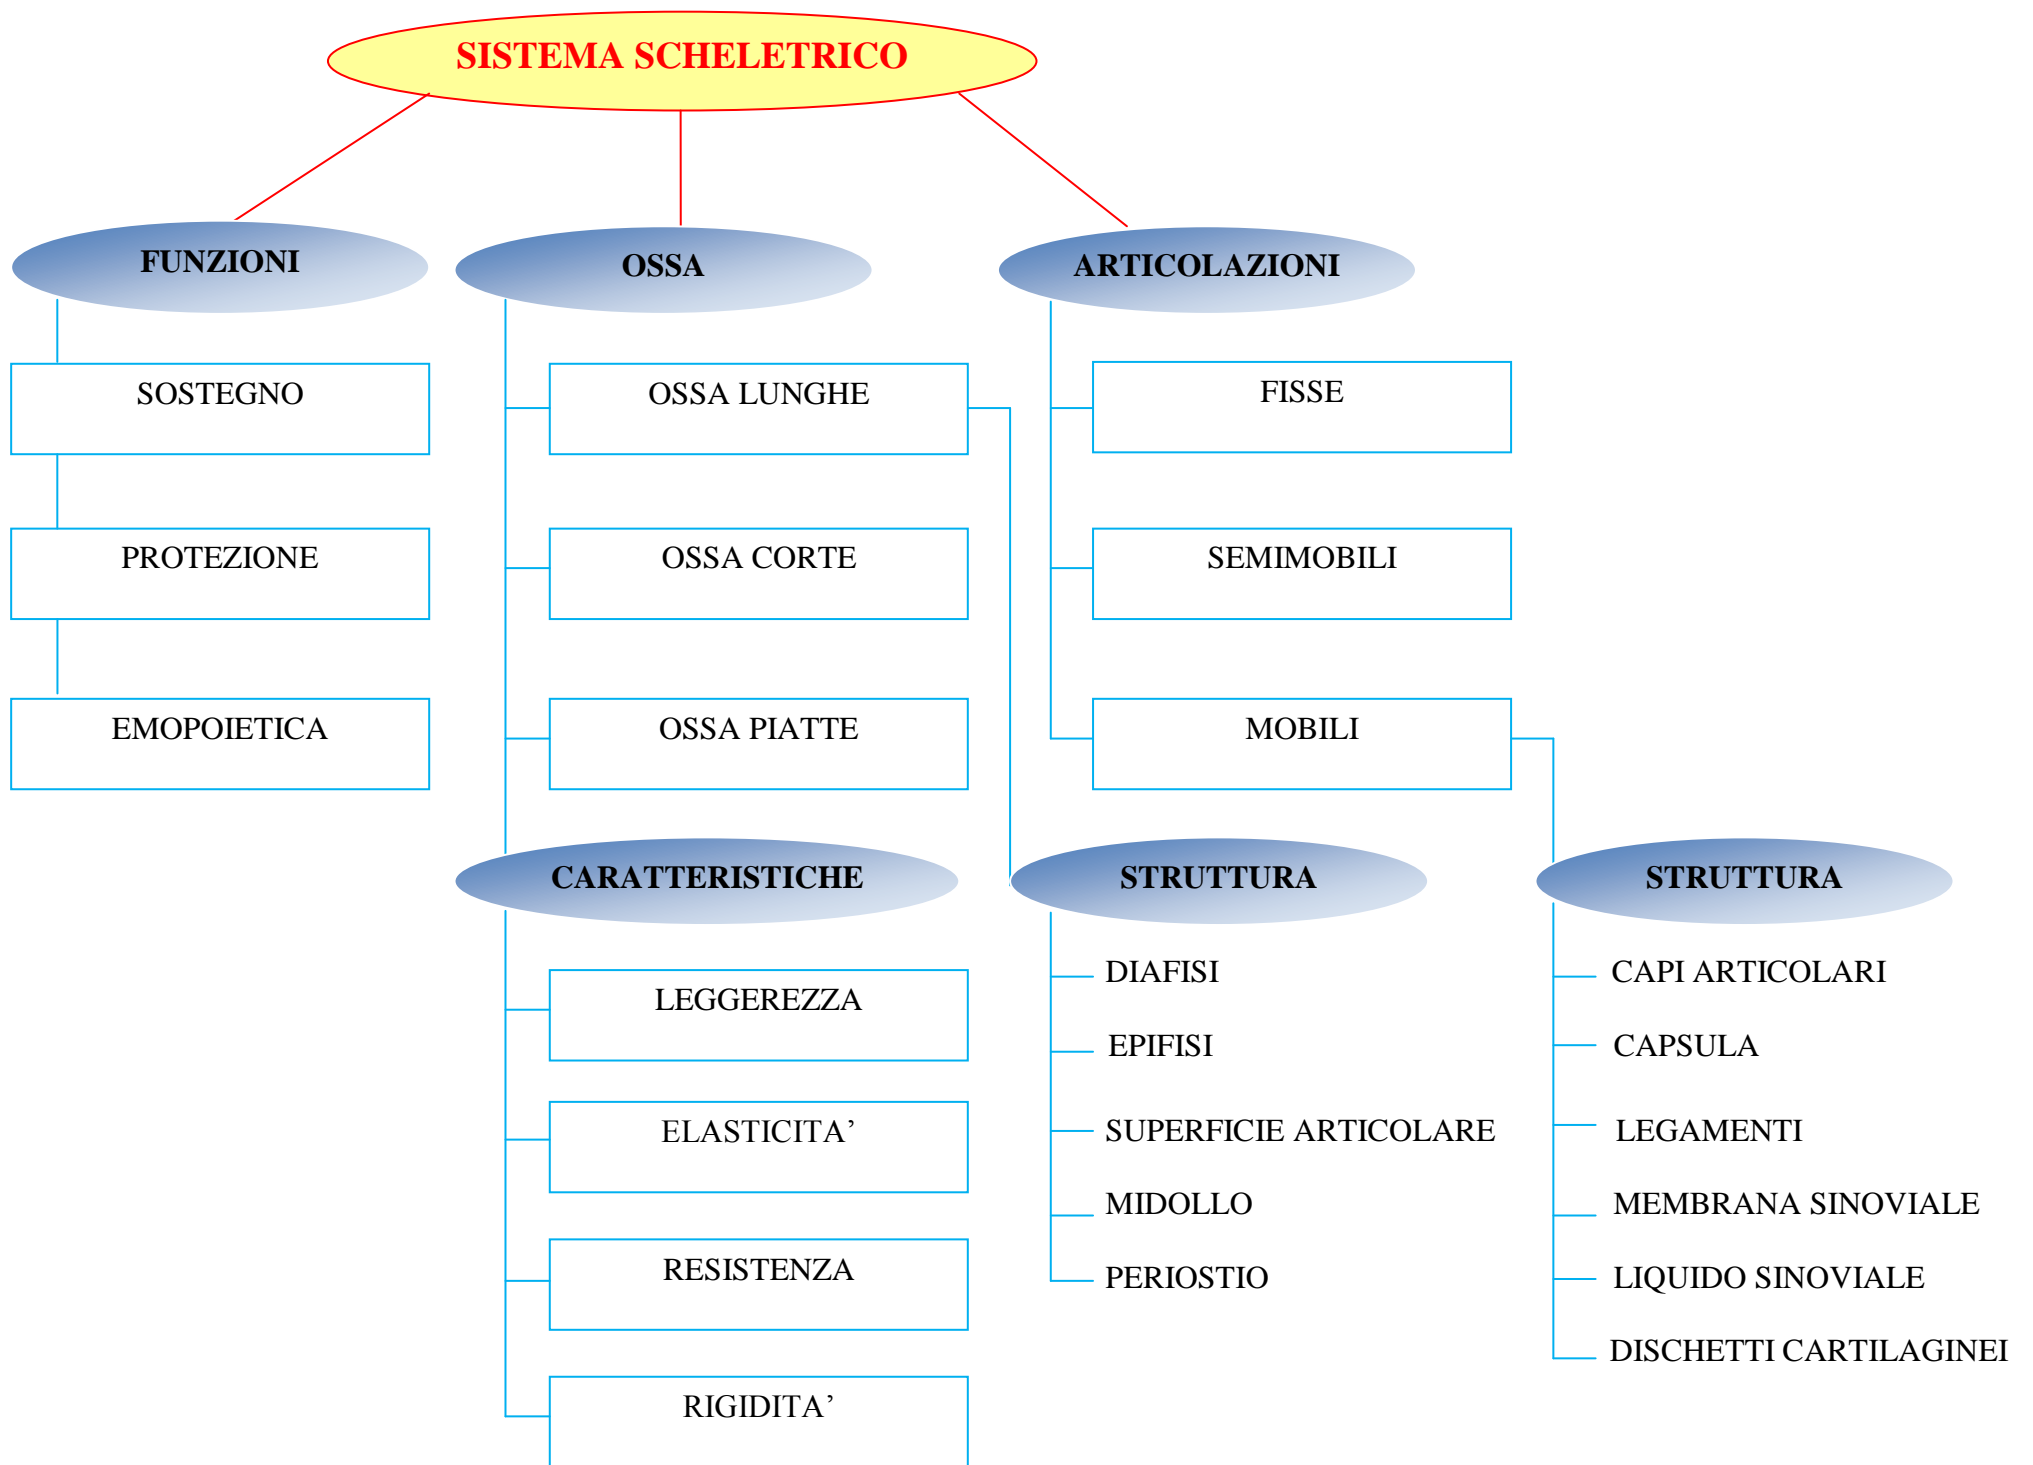 SISTEMA SCHELETRICO
FUNZIONI
OSSA
ARTICOLAZIONI
SOSTEGNO
OSSA LUNGHE
FISSE
PROTEZIONE
OSSA CORTE
SEMIMOBILI
EMOPOIETICA
OSSA PIATTE
MOBILI
CARATTERISTICHE
STRUTTURA
STRUTTURA
LEGGEREZZA
ELASTICITA’
RESISTENZA
RIGIDITA’
DIAFISI
EPIFISI
SUPERFICIE ARTICOLARE
MIDOLLO
PERIOSTIO
CAPI ARTICOLARI
CAPSULA
LEGAMENTI
MEMBRANA SINOVIALE
LIQUIDO SINOVIALE
DISCHETTI CARTILAGINEI